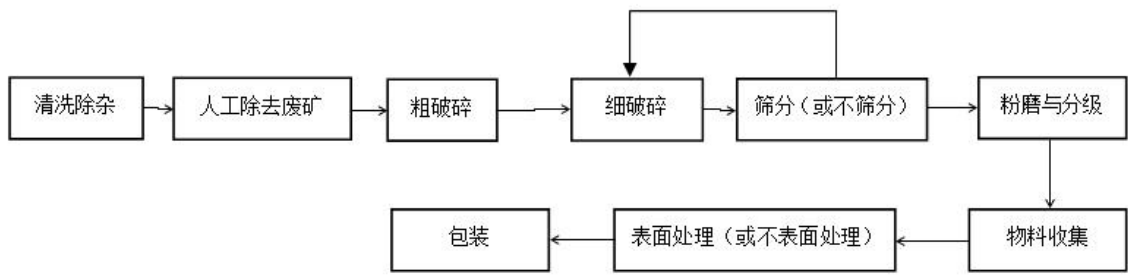 清洗除杂
人工除去废矿
粗破碎
细破碎
筛分（或不筛分）
粉磨与分级
物料收集
表面处理（或不表面处理）
包装